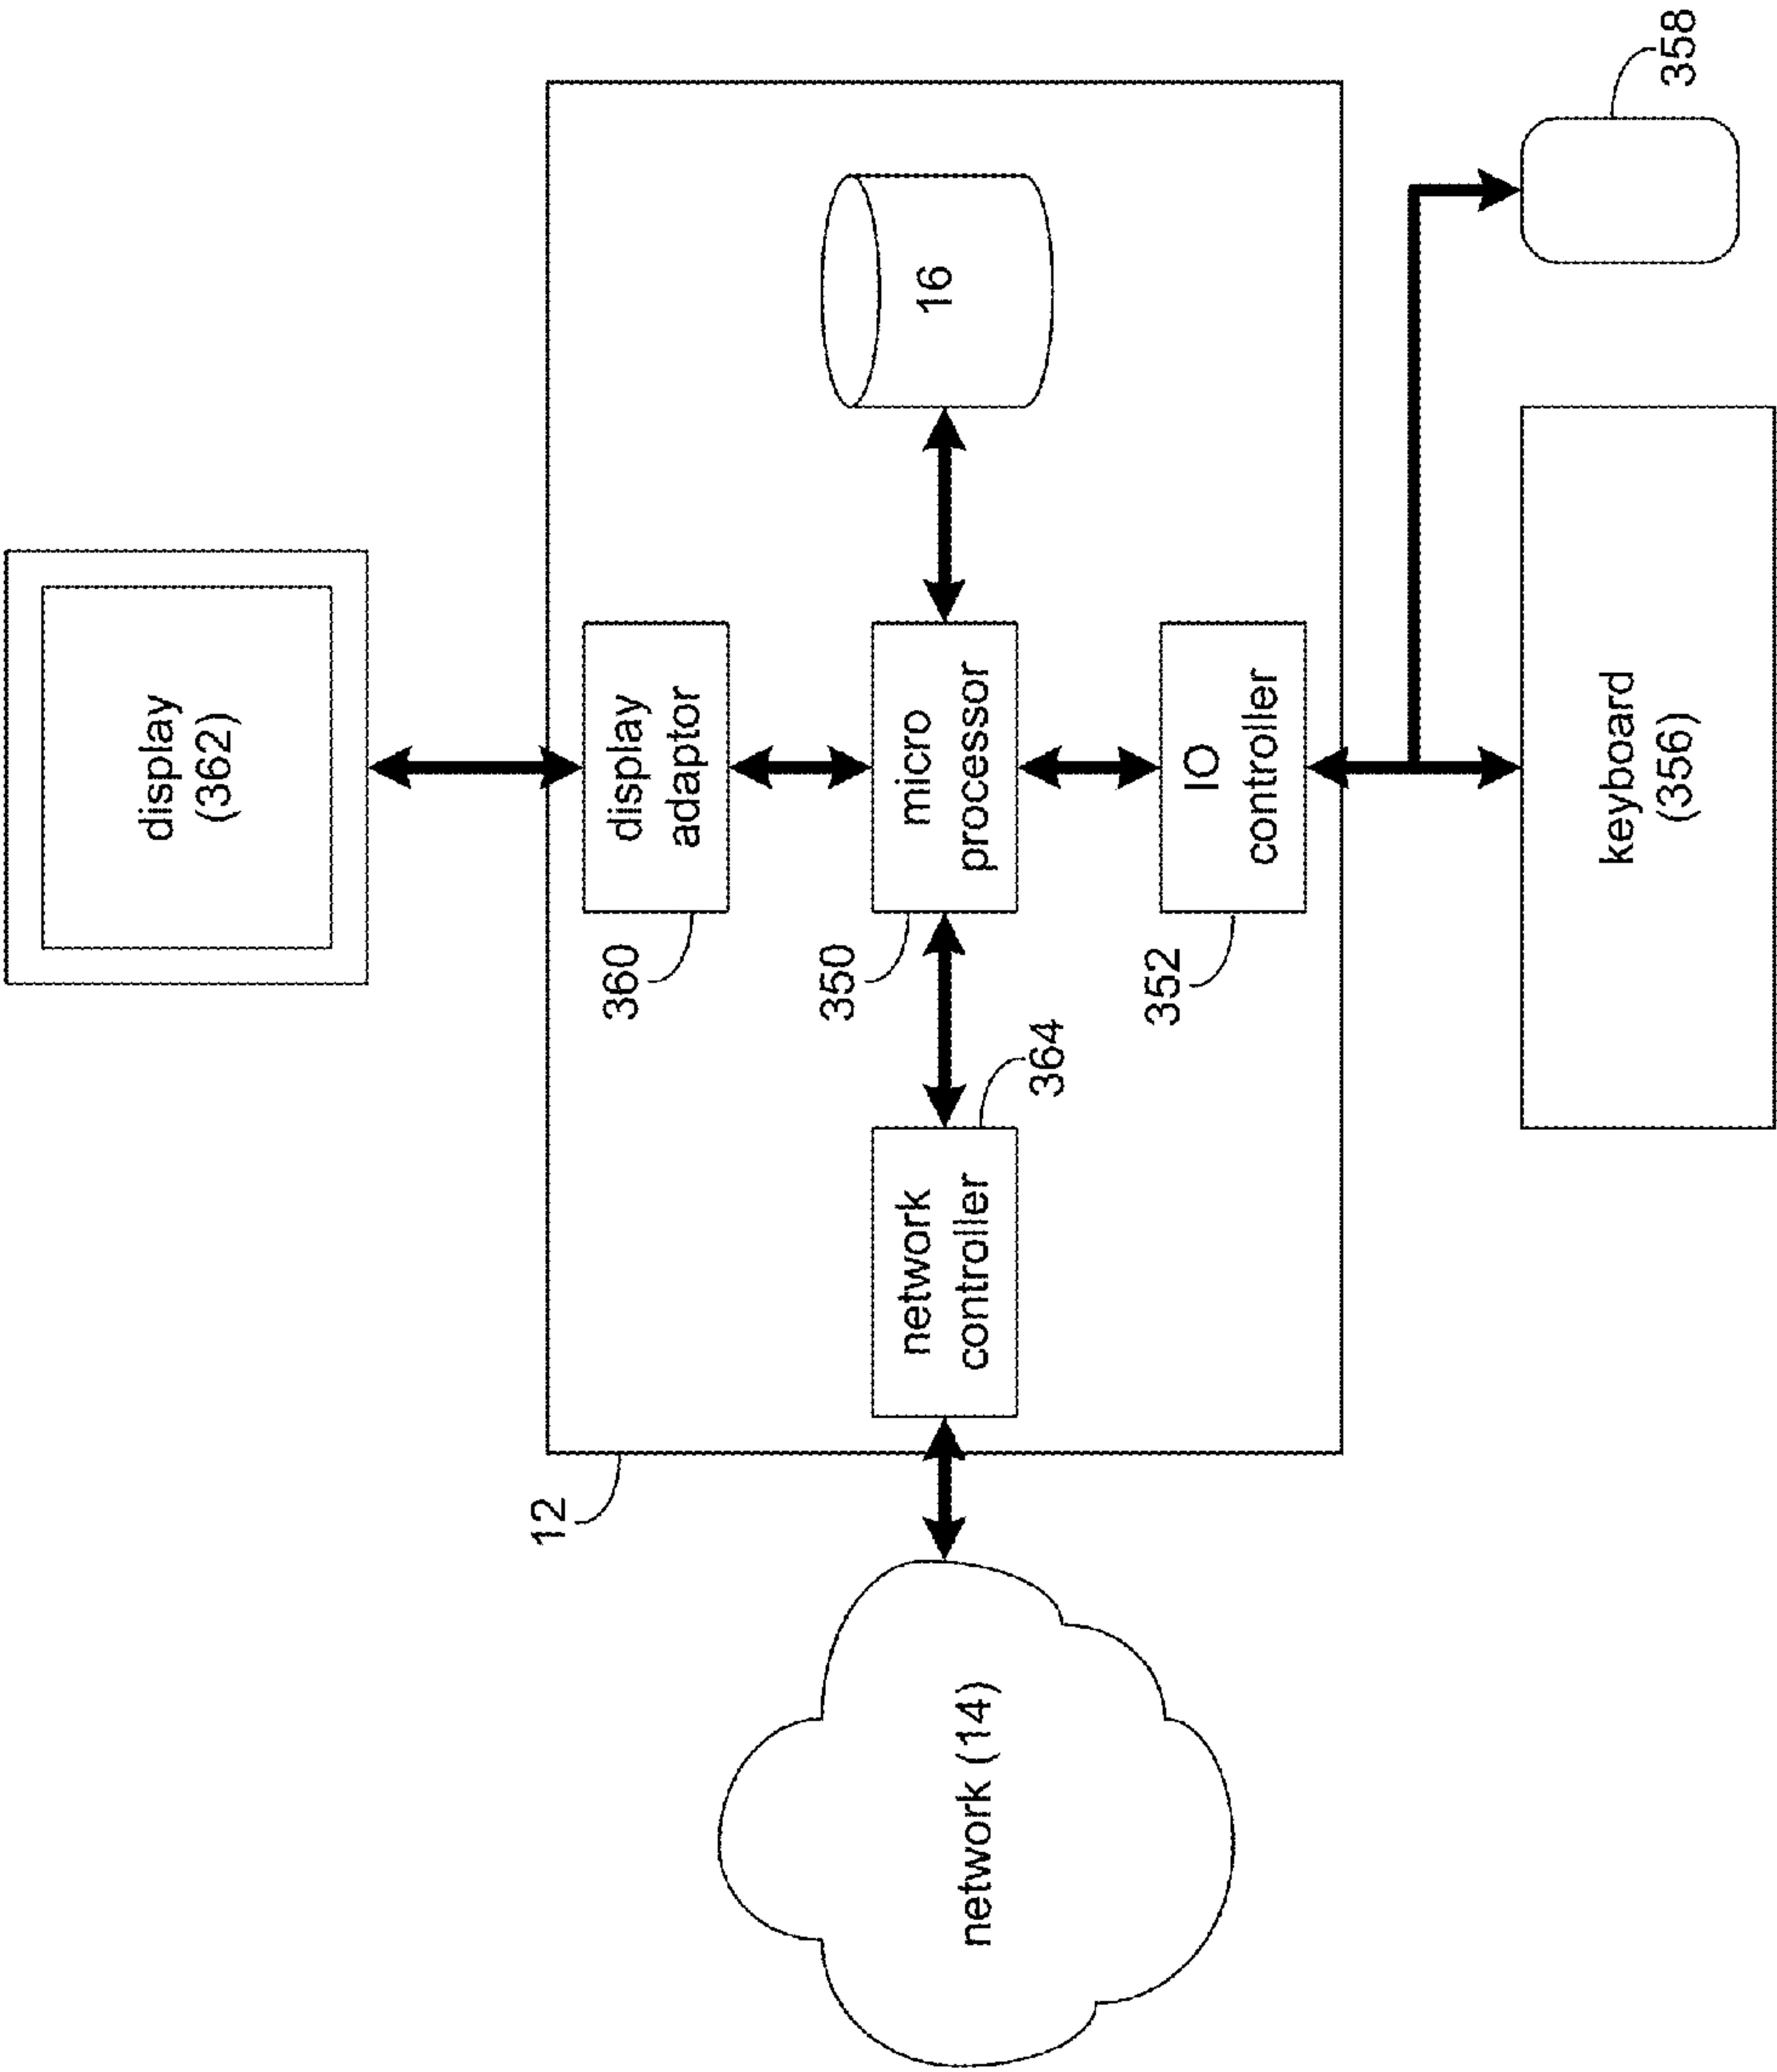 display
(362)
display
adaptor
360
16
micro
processor
350
364
network
controller
IO
controller
352
12
network (14)
358
keyboard
(356)